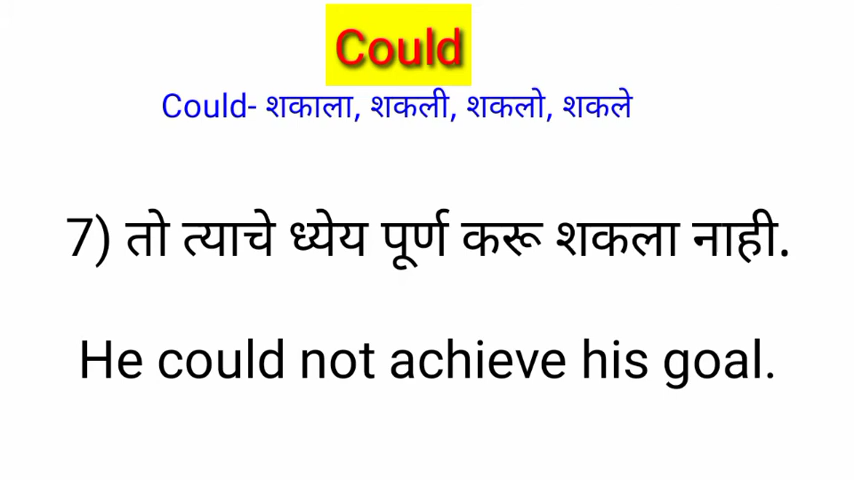 Could
Could- शकाला, शकली, शकलो, शकले
7) तो त्याचे ध्येय पूर्ण करू शकला नाही.
He could not achieve his goal.